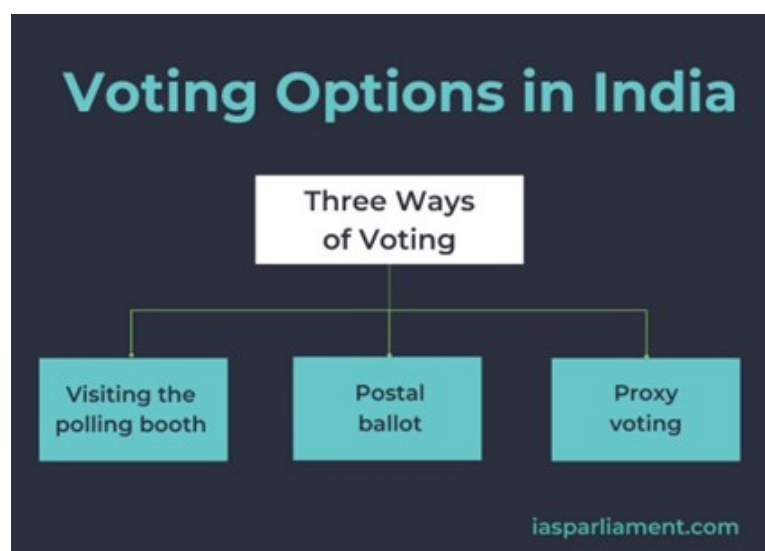 Voting Options in India
Three Ways
of Voting
Visiting the
polling booth
Postal
ballot
Proxy
voting
iasparliament.com